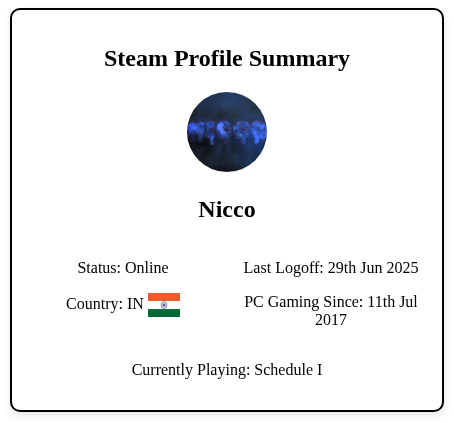 Steam Profile Summary
Nicco
Status: Online
Last Logoff: 29th Jun 2025
Country: IN
PC Gaming Since: 11th Jul
2017
Currently Playing: Schedule I